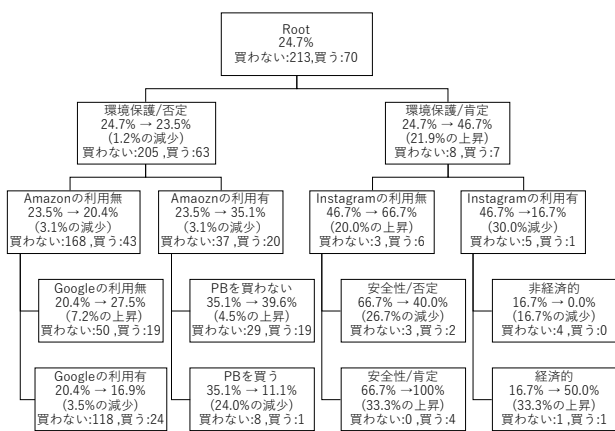 Root
24.7%
買わない:213,買う:70
環境保護/否定
24.7% → 23.5%
(1.2%の減少)
買わない:205 ,買う:63
環境保護/肯定
24.7% → 46.7%
(21.9%の上昇)
買わない:8 ,買う:7
Amazonの利用無
23.5% → 20.4%
(3.1%の減少)
買わない:168 ,買う:43
Amaoznの利用有
23.5% → 35.1%
(3.1%の減少)
買わない:37 ,買う:20
Instagramの利用無
46.7% → 66.7%
(20.0%の上昇)
買わない:3 ,買う:6
Instagramの利用有
46.7% →16.7%
(30.0%減少)
買わない:5 ,買う:1
Googleの利用無
20.4% → 27.5%
(7.2%の上昇)
買わない:50 ,買う:19
PBを買わない
35.1% → 39.6%
(4.5%の上昇)
買わない:29 ,買う:19
安全性/否定
66.7% → 40.0%
(26.7%の減少)
買わない:3 ,買う:2
非経済的
16.7% → 0.0%
(16.7%の減少)
買わない:4 ,買う:0
Googleの利用有
20.4% → 16.9%
(3.5%の減少)
買わない:118 ,買う:24
PBを買う
35.1% → 11.1%
(24.0%の減少)
買わない:8 ,買う:1
安全性/肯定
66.7% →100%
(33.3%の上昇)
買わない:0 ,買う:4
経済的
16.7% → 50.0%
(33.3%の上昇)
買わない:1 ,買う:1